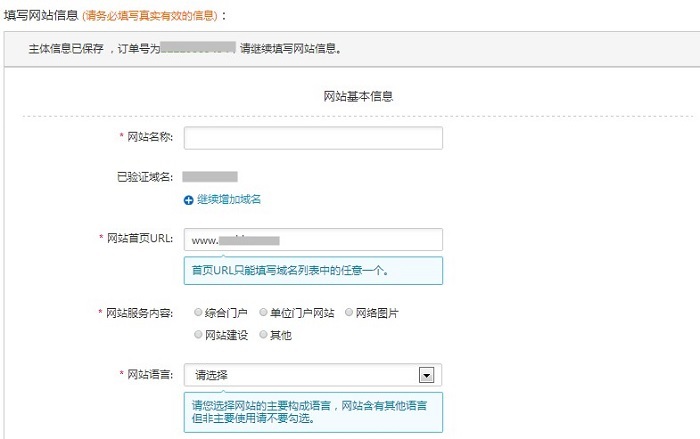 填写网站信息 (请务必填写真实有效的信息)：
主体信息已保存 ，订单号为 请继续填写网站信息。
网站基本信息
* 网站名称:
已验证域名:
继续增加域名
* 网站首页URL: www.
首页URL只能填写域名列表中的任意一个。
* 网站服务内容: 综合门户 单位门户网站 网络图片
网站建设 其他
* 网站语言: 请选择
请您选择网站的主要构成语言，网站含有其他语言
但非主要使用请不要勾选。